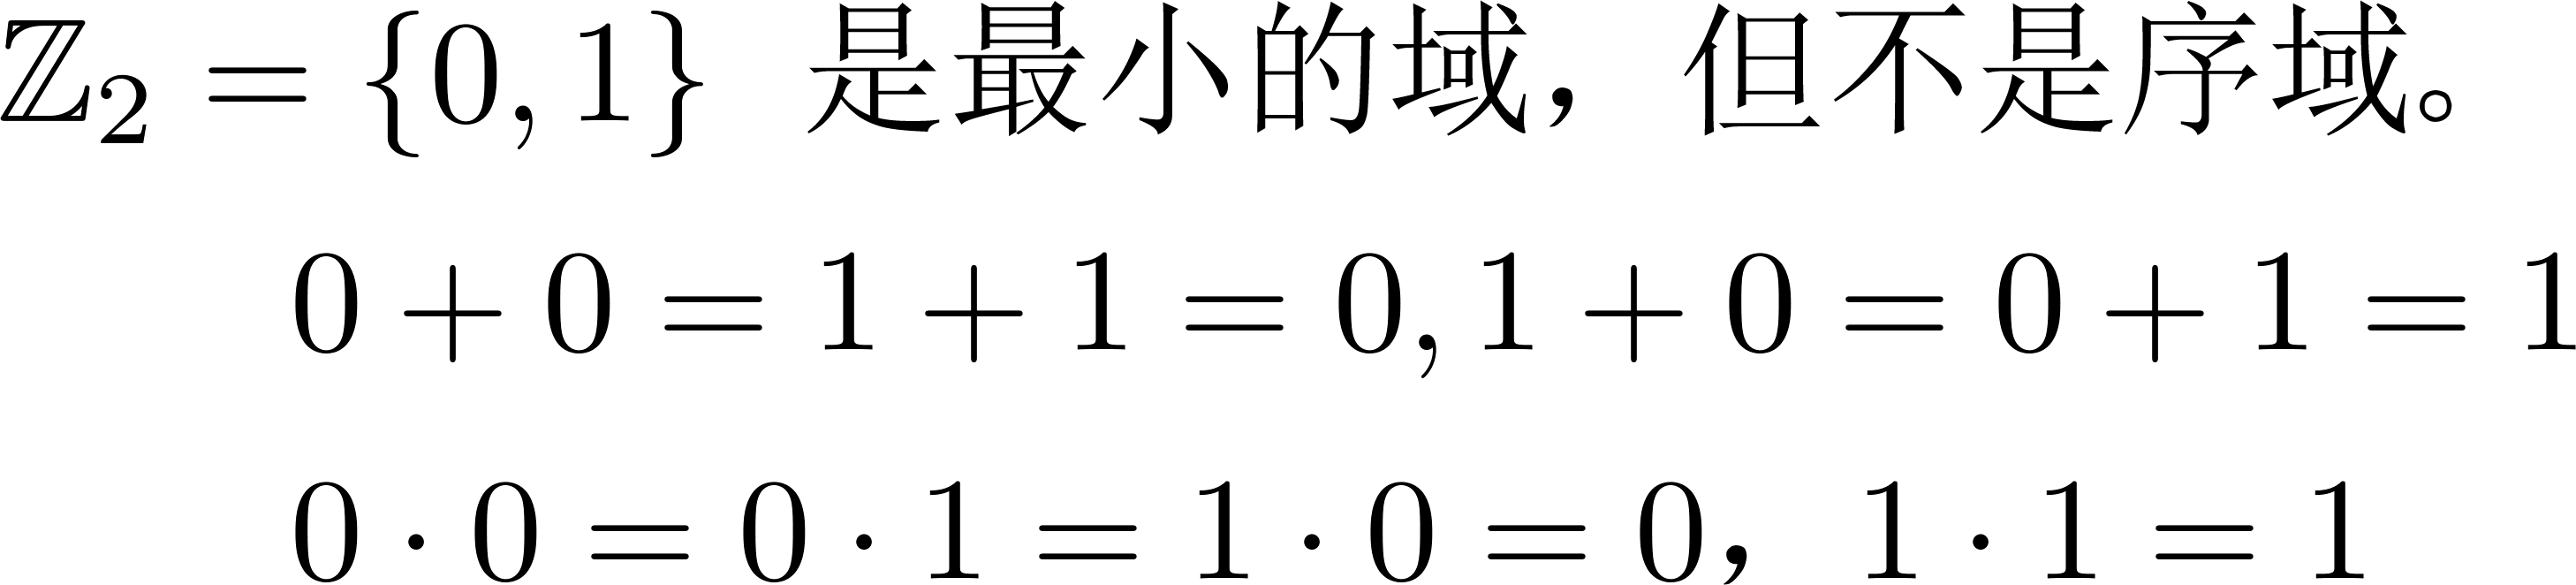 ℤ₂ = {0, 1} 是最小的域，但不是序域。
0 + 0 = 1 + 1 = 0, 1 + 0 = 0 + 1 = 1
0 · 0 = 0 · 1 = 1 · 0 = 0，1 · 1 = 1